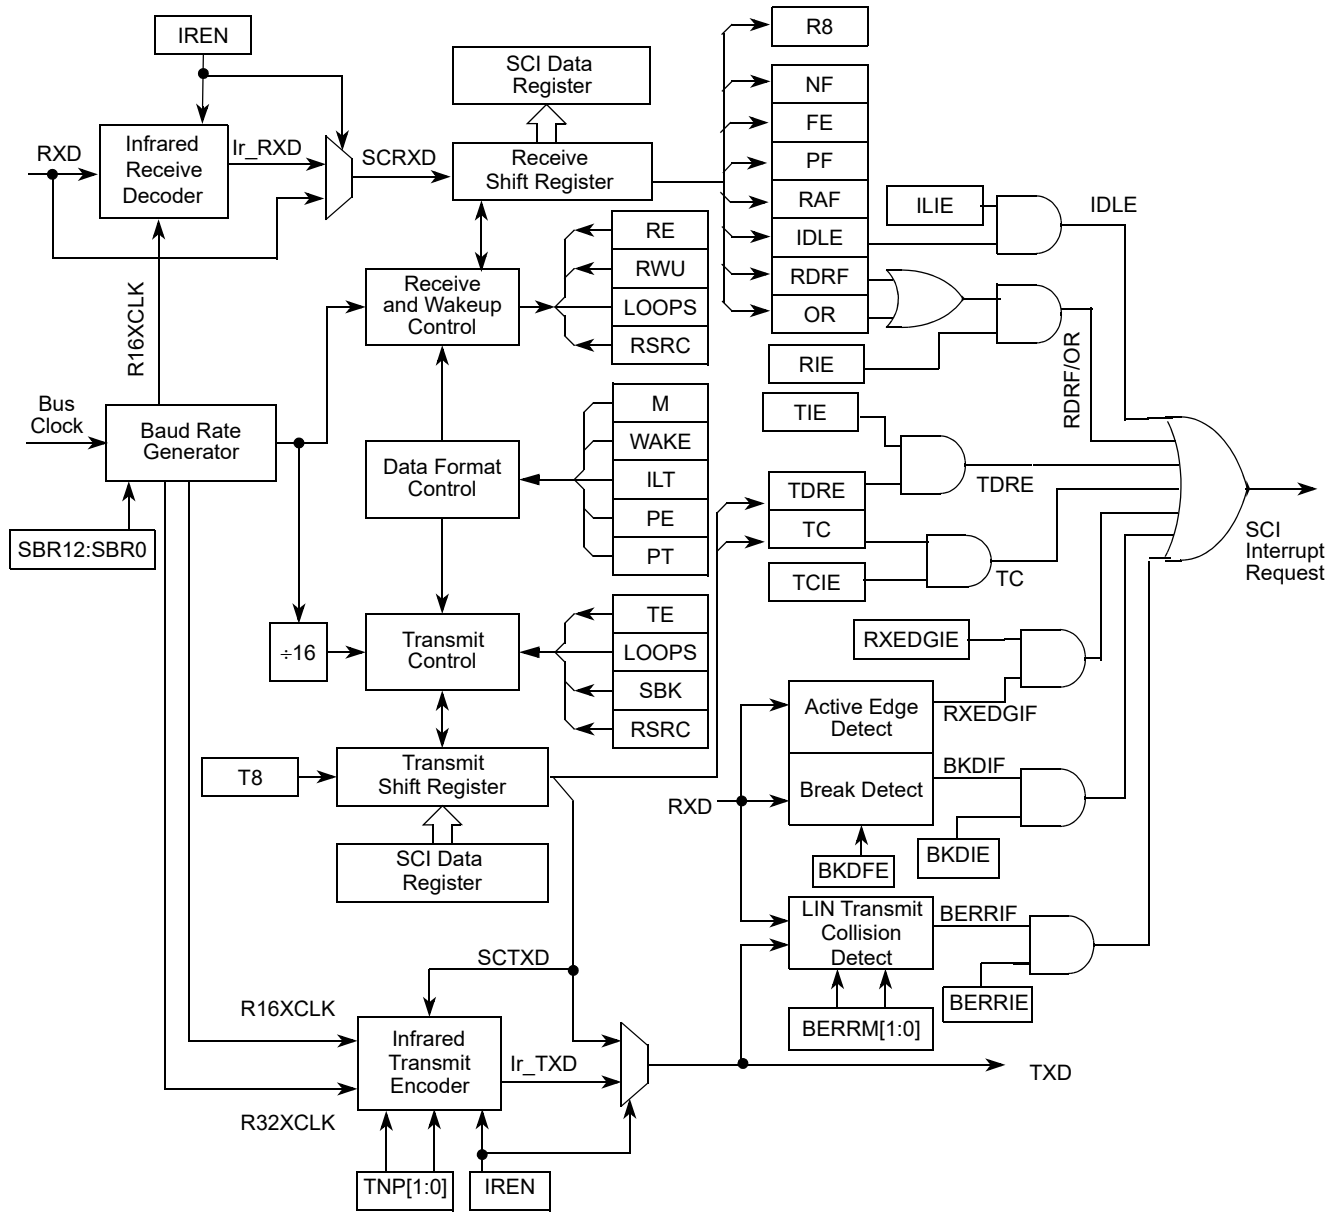 IREN
SCI Data
Register
R8
NF
FE
PF
RAF
IDLE
RDRF
OR
RXD
Infrared
Receive
Decoder
Ir_RXD
SCRXD
Receive
Shift Register
ILIE
IDLE
RE
RWU
LOOPS
RSRC
Receive
and Wakeup
Control
R16XCLK
RIE
RDRF/OR
Bus
Clock
Baud Rate
Generator
SBR12:SBR0
Data Format
Control
M
WAKE
ILT
PE
PT
TIE
TDRE
TC
TCIE
TDRE
TC
SCI
Interrupt
Request
÷16
Transmit
Control
TE
LOOPS
SBK
RSRC
RXEDGIE
Active Edge
Detect
RXEDGIF
T8
Transmit
Shift Register
RXD
Break Detect
BKDIF
BKDIE
BKDFE
SCI Data
Register
LIN Transmit
Collision
Detect
BERRIF
BERRIE
BERRM[1:0]
SCTXD
R16XCLK
Infrared
Transmit
Encoder
Ir_TXD
TXD
R32XCLK
TNP[1:0]
IREN